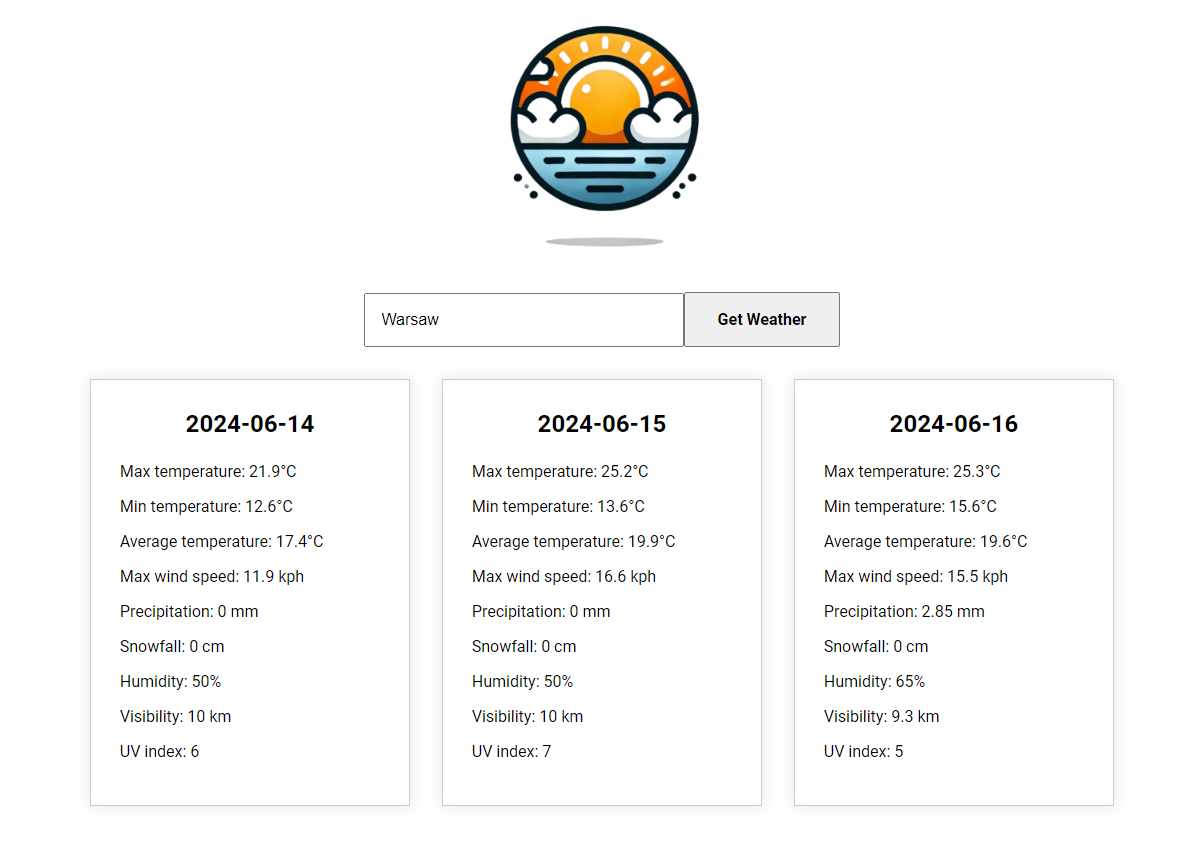 Warsaw
Get Weather
2024-06-14
Max temperature: 21.9°C
Min temperature: 12.6°C
Average temperature: 17.4°C
Max wind speed: 11.9 kph
Precipitation: 0 mm
Snowfall: 0 cm
Humidity: 50%
Visibility: 10 km
UV index: 6
2024-06-15
Max temperature: 25.2°C
Min temperature: 13.6°C
Average temperature: 19.9°C
Max wind speed: 16.6 kph
Precipitation: 0 mm
Snowfall: 0 cm
Humidity: 50%
Visibility: 10 km
UV index: 7
2024-06-16
Max temperature: 25.3°C
Min temperature: 15.6°C
Average temperature: 19.6°C
Max wind speed: 15.5 kph
Precipitation: 2.85 mm
Snowfall: 0 cm
Humidity: 65%
Visibility: 9.3 km
UV index: 5